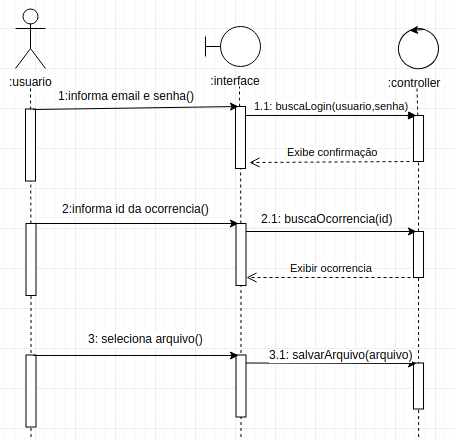 :usuario
:interface
:controller
1:informa email e senha()
1.1: buscaLogin(usuario,senha)
Exibe confirmação
2:informa id da ocorrencia()
2.1: buscaOcorrencia(id)
Exibir ocorrencia
3: seleciona arquivo()
3.1: salvarArquivo(arquivo)